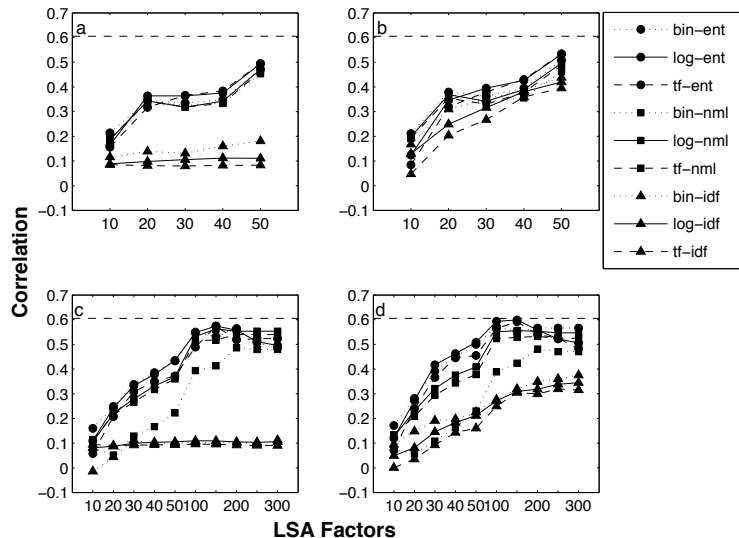 a
0.7
0.6
0.5
0.4
0.3
0.2
0.1
0
−0.1
10 20 30 40 50
b
0.7
0.6
0.5
0.4
0.3
0.2
0.1
0
−0.1
10 20 30 40 50
bin−ent
log−ent
tf−ent
bin−nml
log−nml
tf−nml
bin−idf
log−idf
tf−idf
Correlation
c
0.7
0.6
0.5
0.4
0.3
0.2
0.1
0
−0.1
10 20 30 40 50 100 200 300
d
0.7
0.6
0.5
0.4
0.3
0.2
0.1
0
−0.1
10 20 30 40 50 100 200 300
LSA Factors